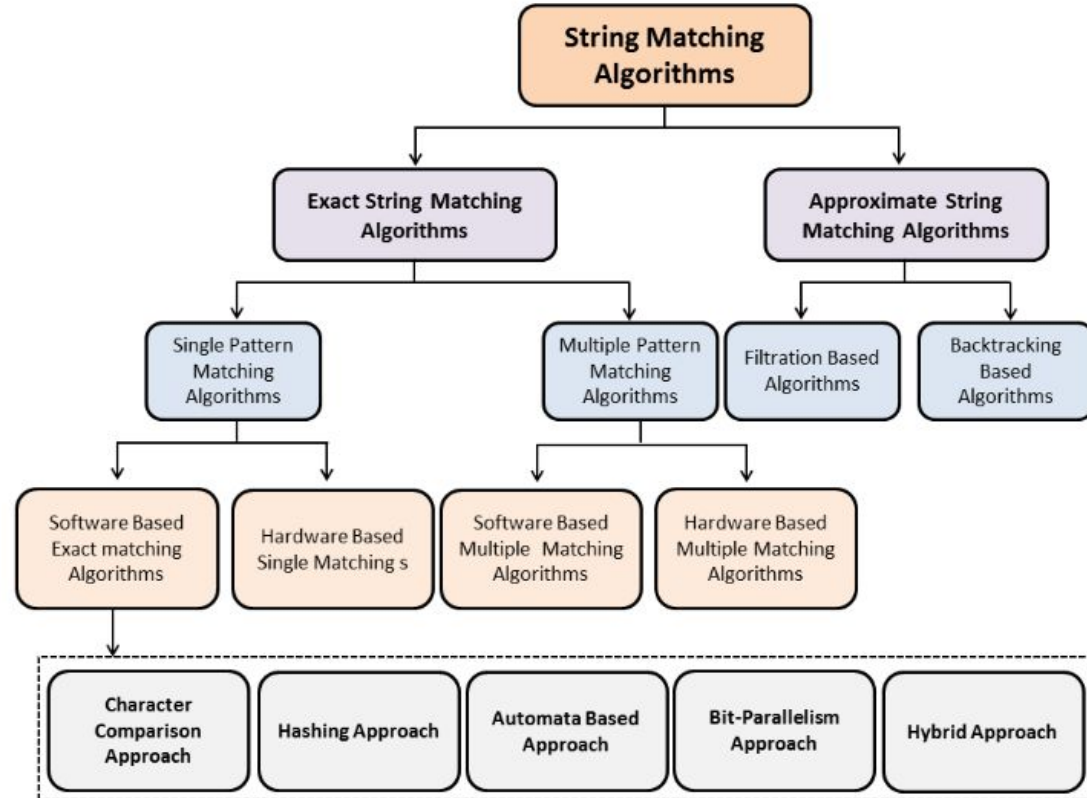 String Matching
Algorithms
Exact String Matching
Algorithms
Approximate String
Matching Algorithms
Single Pattern
Matching
Algorithms
Multiple Pattern
Matching
Algorithms
Filtration Based
Algorithms
Backtracking
Based
Algorithms
Software Based
Exact matching
Algorithms
Hardware Based
Single Matching s
Software Based
Multiple Matching
Algorithms
Hardware Based
Multiple Matching
Algorithms
Character
Comparison
Approach
Hashing Approach
Automata Based
Approach
Bit-Parallelism
Approach
Hybrid Approach